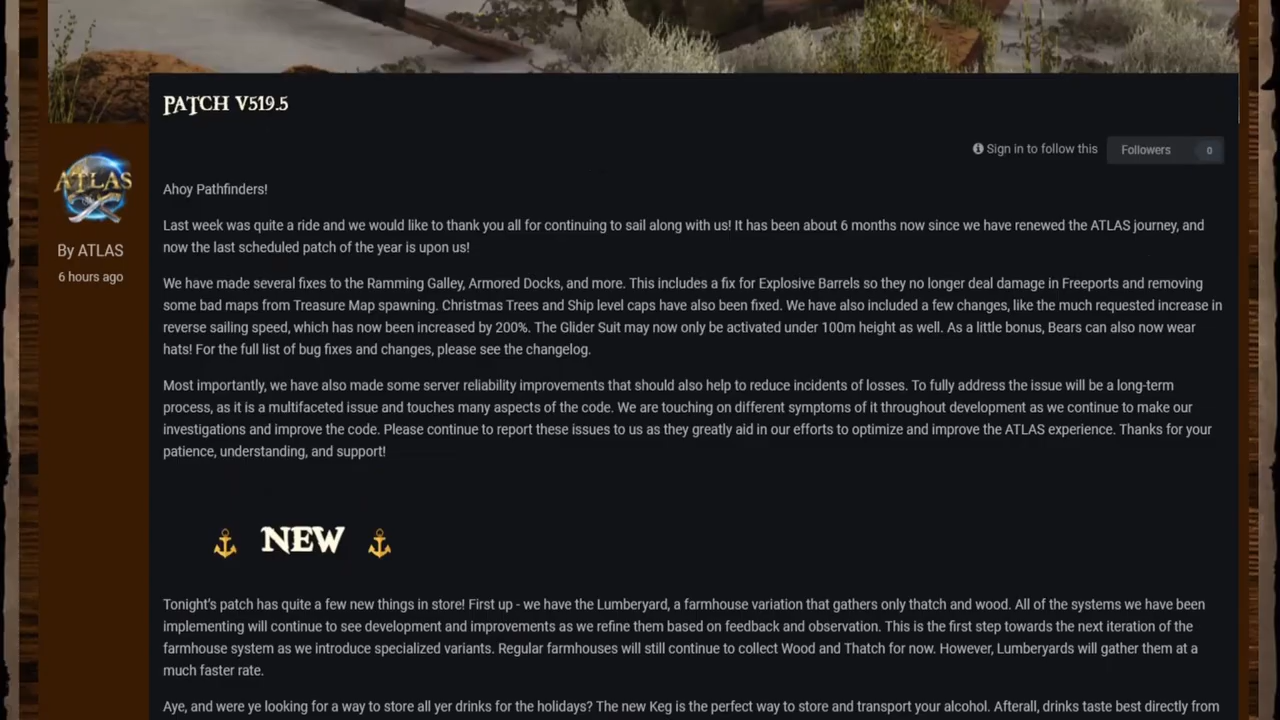 PATCH V519.5
Sign in to follow this
Followers 0
ATLAS
By ATLAS
6 hours ago
Ahoy Pathfinders!
Last week was quite a ride and we would like to thank you all for continuing to sail along with us! It has been about 6 months now since we have renewed the ATLAS journey, and
now the last scheduled patch of the year is upon us!
We have made several fixes to the Ramming Galley, Armored Docks, and more. This includes a fix for Explosive Barrels so they no longer deal damage in Freeports and removing
some bad maps from Treasure Map spawning. Christmas Trees and Ship level caps have also been fixed. We have also included a few changes, like the much requested increase in
reverse sailing speed, which has now been increased by 200%. The Glider Suit may now only be activated under 100m height as well. As a little bonus, Bears can also now wear
hats! For the full list of bug fixes and changes, please see the changelog.
Most importantly, we have also made some server reliability improvements that should also help to reduce incidents of losses. To fully address the issue will be a long-term
process, as it is a multifaceted issue and touches many aspects of the code. We are touching on different symptoms of it throughout development as we continue to make our
investigations and improve the code. Please continue to report these issues to us as they greatly aid in our efforts to optimize and improve the ATLAS experience. Thanks for your
patience, understanding, and support!
NEW
Tonight's patch has quite a few new things in store! First up - we have the Lumberyard, a farmhouse variation that gathers only thatch and wood. All of the systems we have been
implementing will continue to see development and improvements as we refine them based on feedback and observation. This is the first step towards the next iteration of the
farmhouse system as we introduce specialized variants. Regular farmhouses will still continue to collect Wood and Thatch for now. However, Lumberyards will gather them at a
much faster rate.
Aye, and were ye looking for a way to store all yer drinks for the holidays? The new Keg is the perfect way to store and transport your alcohol. Afterall, drinks taste best directly from